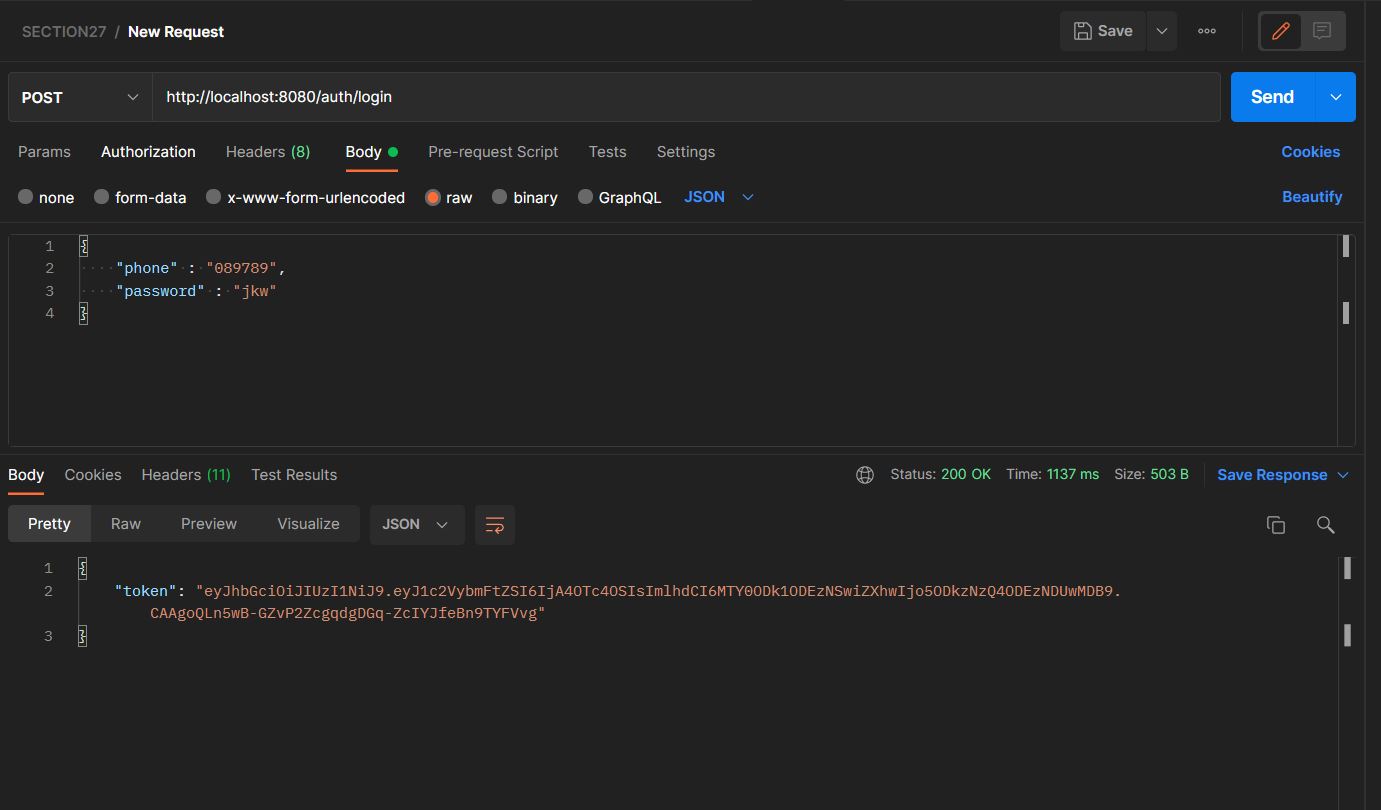 SECTION27 / New Request
Save
POST
http://localhost:8080/auth/login
Send
Params Authorization Headers (8) Body Pre-request Script Tests Settings Cookies
none form-data x-www-form-urlencoded raw binary GraphQL JSON Beautify
1 {
2 "phone" : "089789",
3 "password" : "jkw"
4 }
Body Cookies Headers (11) Test Results Status: 200 OK Time: 1137 ms Size: 503 B Save Response
Pretty Raw Preview Visualize JSON
1 {
2 "token": "eyJhbGciOiJIUzI1NiJ9.eyJ1c2VybmFtZSI6IjA4OTc4OSIsImlhdCI6MTY0ODk1ODEzNSwiZXhwIjo5ODkzNzQ4ODEzNDUwMDB9.
CAAgoQLn5wB-GZvP2ZcgqdgDGq-ZcIYJfeBn9TYFVvg"
3 }